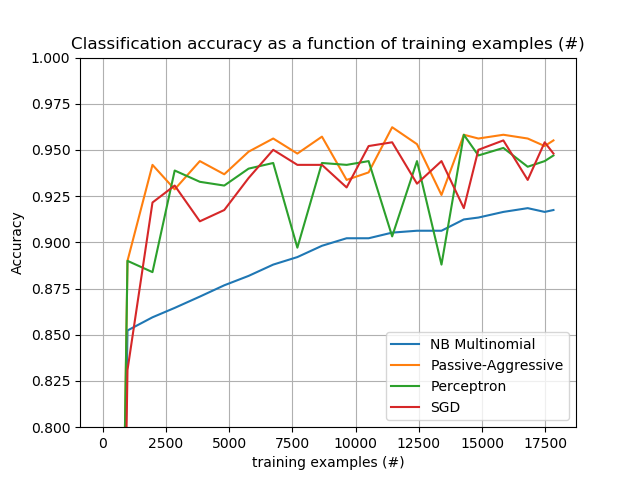 Classification accuracy as a function of training examples (#)
1.000
0.975
0.950
0.925
0.900
0.875
0.850
0.825
0.800
Accuracy
NB Multinomial
Passive-Aggressive
Perceptron
SGD
0 2500 5000 7500 10000 12500 15000 17500
training examples (#)